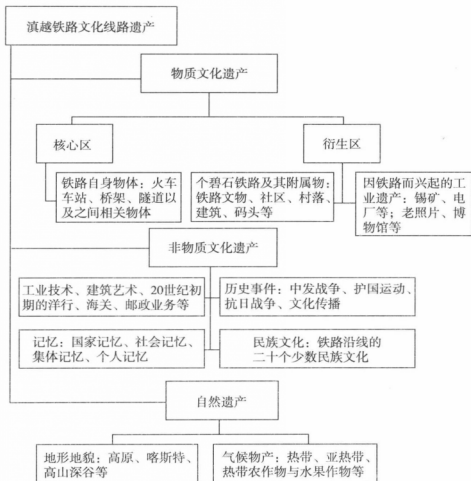 滇越铁路文化线路遗产
物质文化遗产
核心区
衍生区
铁路自身物体：火车
车站、桥架、隧道以
及之间相关物体
个碧石铁路及其附属物：
铁路文物、社区、村落、
建筑、码头等
因铁路而兴起的工
业遗产：锡矿、电
厂等；老照片、博
物馆等
非物质文化遗产
工业技术、建筑艺术、20世纪初
期的洋行、海关、邮政业务等
历史事件：中发战争、护国运动、
抗日战争、文化传播
记忆：国家记忆、社会记忆、
集体记忆、个人记忆
民族文化：铁路沿线的
二十个少数民族文化
自然遗产
地形地貌：高原、喀斯特、
高山深谷等
气候物产：热带、亚热带、
热带农作物与水果作物等